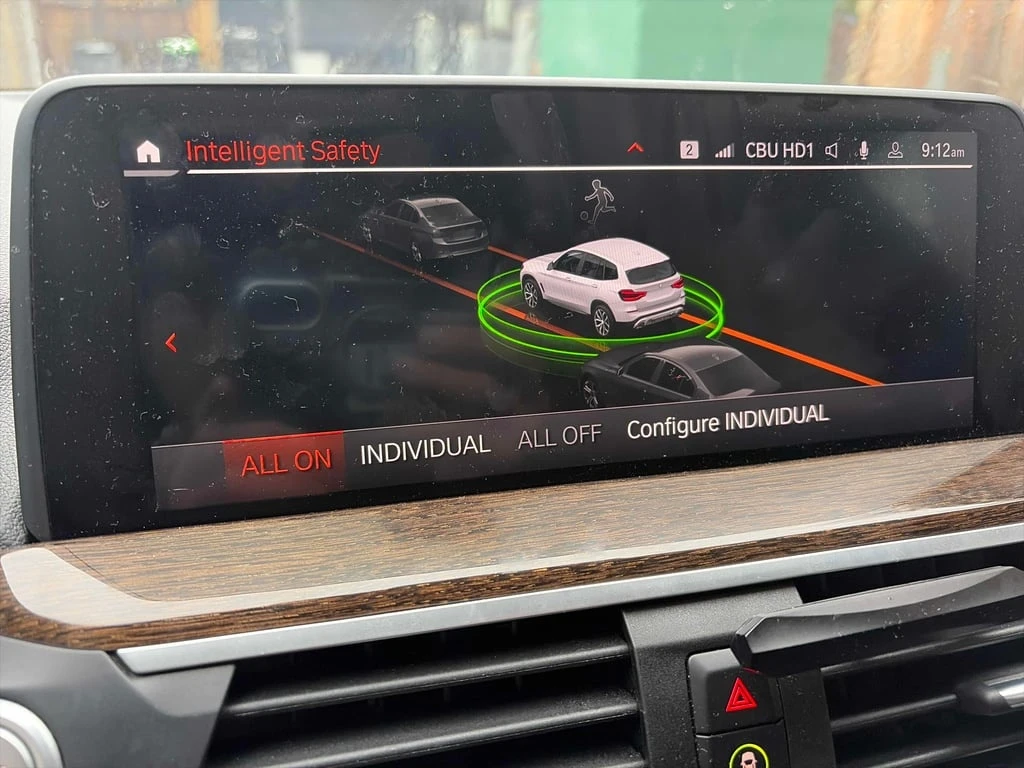 Intelligent Safety
2 CBU HD1 9:12am
ALL ON INDIVIDUAL ALL OFF Configure INDIVIDUAL